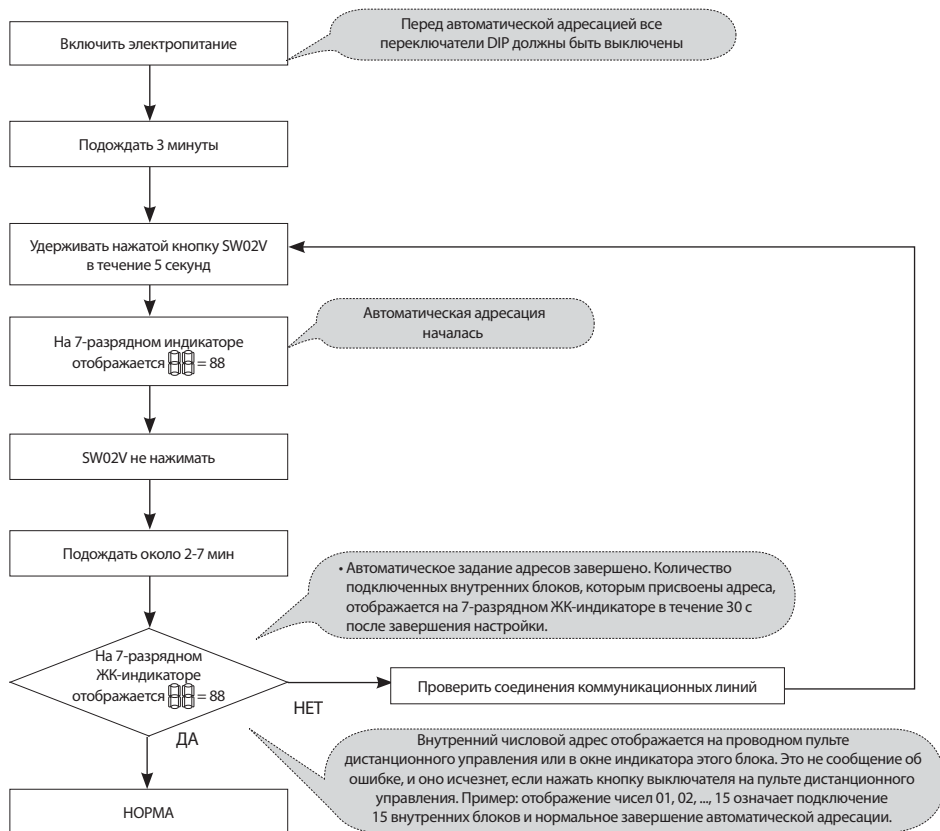 Включить электропитание
Перед автоматической адресацией все
переключатели DIP должны быть выключены
Подождать 3 минуты
Удерживать нажатой кнопку SW02V
в течение 5 секунд
На 7-разрядном индикаторе
отображается 88 = 88
Автоматическая адресация
началась
SW02V не нажимать
Подождать около 2-7 мин
• Автоматическое задание адресов завершено. Количество
подключенных внутренних блоков, которым присвоены адреса,
отображается на 7-разрядном ЖК-индикаторе в течение 30 с
после завершения настройки.
На 7-разрядном
ЖК-индикаторе
отображается 88 = 88
НЕТ
Проверить соединения коммуникационных линий
ДА
Внутренний числовой адрес отображается на проводном пульте
дистанционного управления или в окне индикатора этого блока. Это не сообщение об
ошибке, и оно исчезнет, если нажать кнопку выключателя на пульте дистанционного
управления. Пример: отображение чисел 01, 02, ..., 15 означает подключение
15 внутренних блоков и нормальное завершение автоматической адресации.
НОРМА